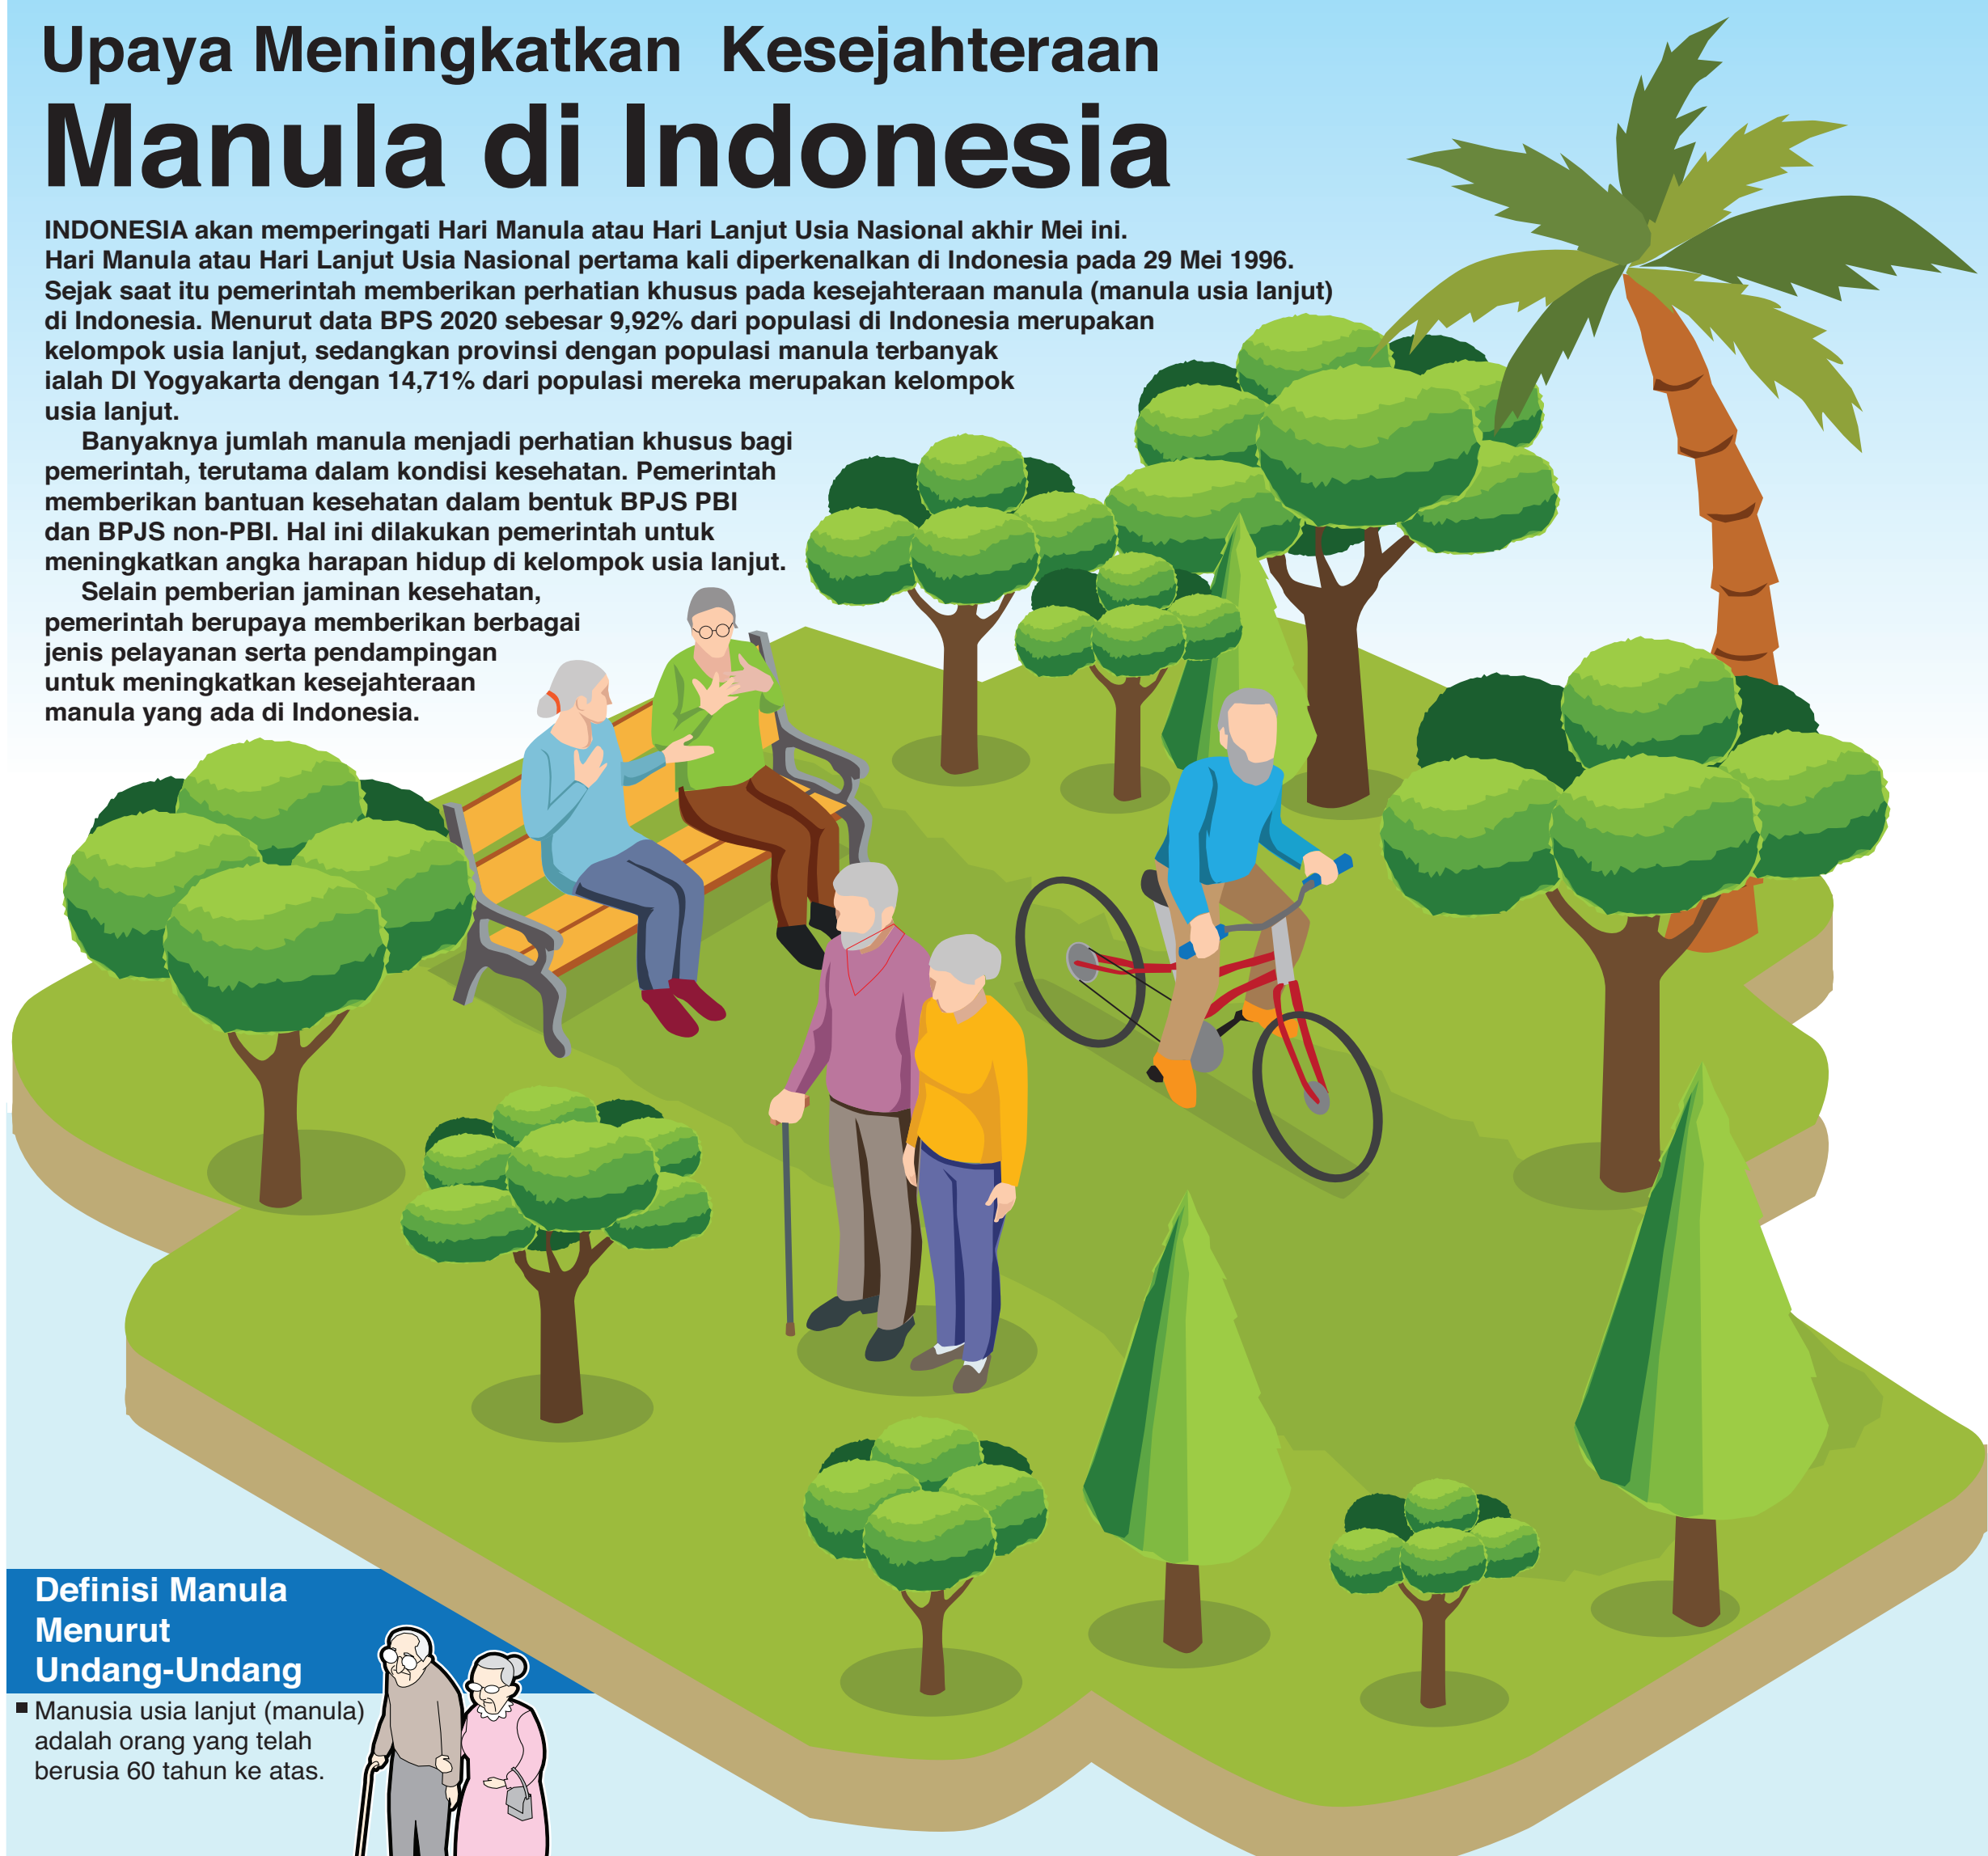 Upaya Meningkatkan Kesejahteraan
Manula di Indonesia
INDONESIA akan memperingati Hari Manula atau Hari Lanjut Usia Nasional akhir Mei ini.
Hari Manula atau Hari Lanjut Usia Nasional pertama kali diperkenalkan di Indonesia pada 29 Mei 1996.
Sejak saat itu pemerintah memberikan perhatian khusus pada kesejahteraan manula (manula usia lanjut)
di Indonesia. Menurut data BPS 2020 sebesar 9,92% dari populasi di Indonesia merupakan
kelompok usia lanjut, sedangkan provinsi dengan populasi manula terbanyak
ialah DI Yogyakarta dengan 14,71% dari populasi mereka merupakan kelompok
usia lanjut.
Banyaknya jumlah manula menjadi perhatian khusus bagi
pemerintah, terutama dalam kondisi kesehatan. Pemerintah
memberikan bantuan kesehatan dalam bentuk BPJS PBI
dan BPJS non-PBI. Hal ini dilakukan pemerintah untuk
meningkatkan angka harapan hidup di kelompok usia lanjut.
Selain pemberian jaminan kesehatan,
pemerintah berupaya memberikan berbagai
jenis pelayanan serta pendampingan
untuk meningkatkan kesejahteraan
manula yang ada di Indonesia.
Definisi Manula
Menurut
Undang-Undang
Manusia usia lanjut (manula)
adalah orang yang telah
berusia 60 tahun ke atas.